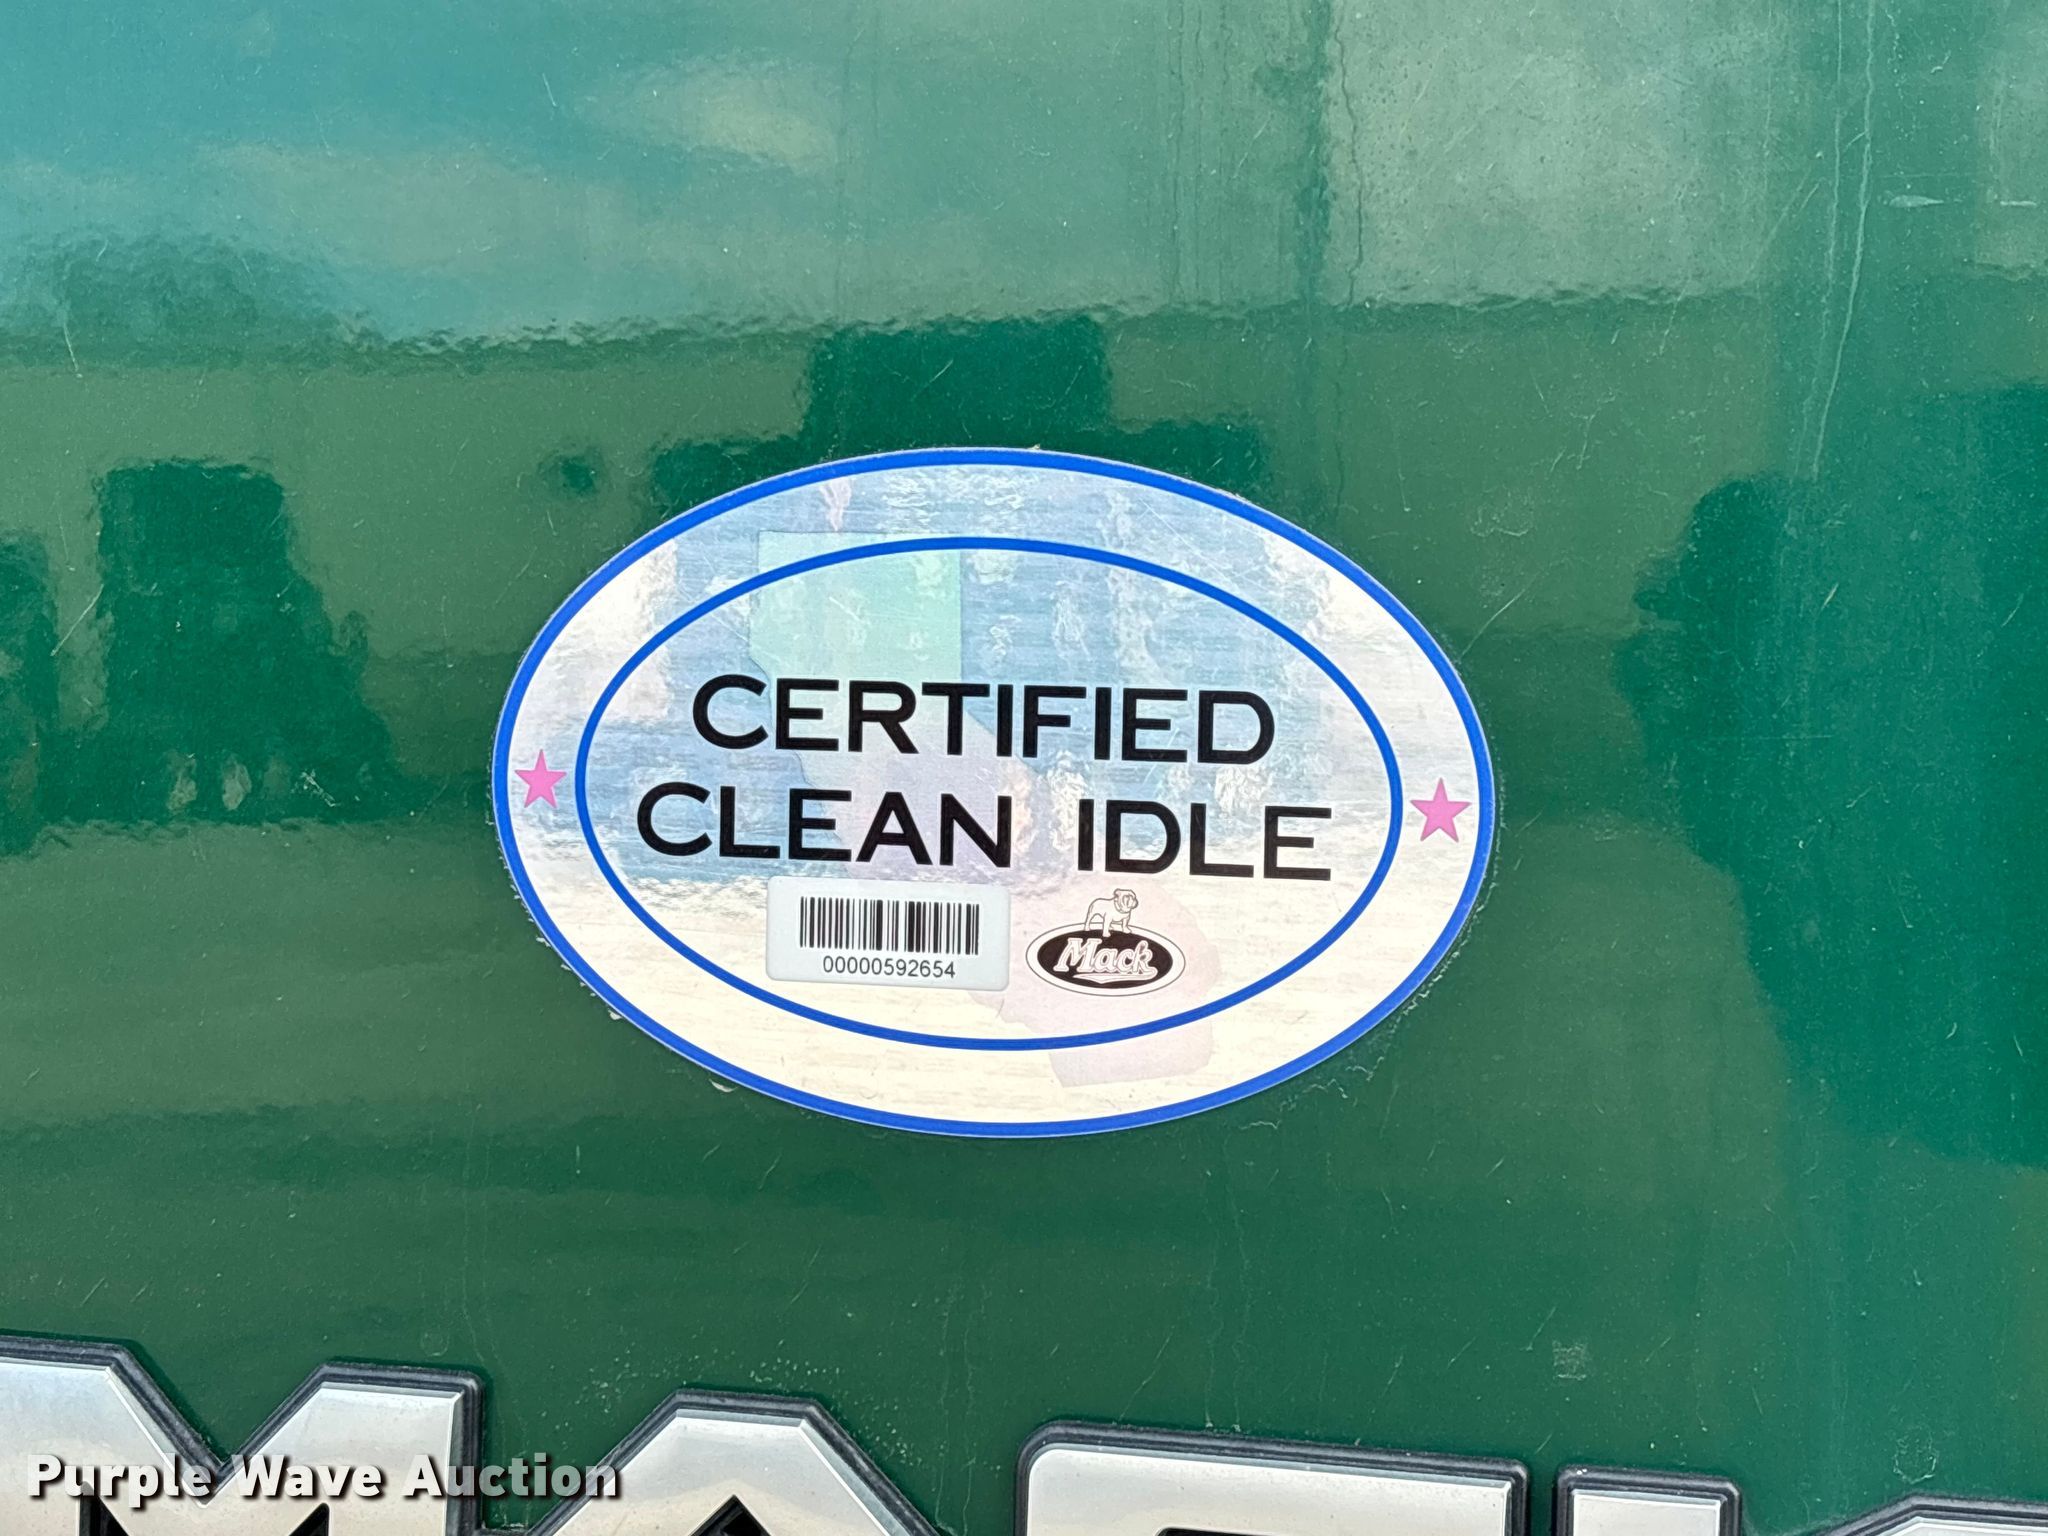 CERTIFIED
CLEAN IDLE
00000592654
Mack
Purple Wave Auction